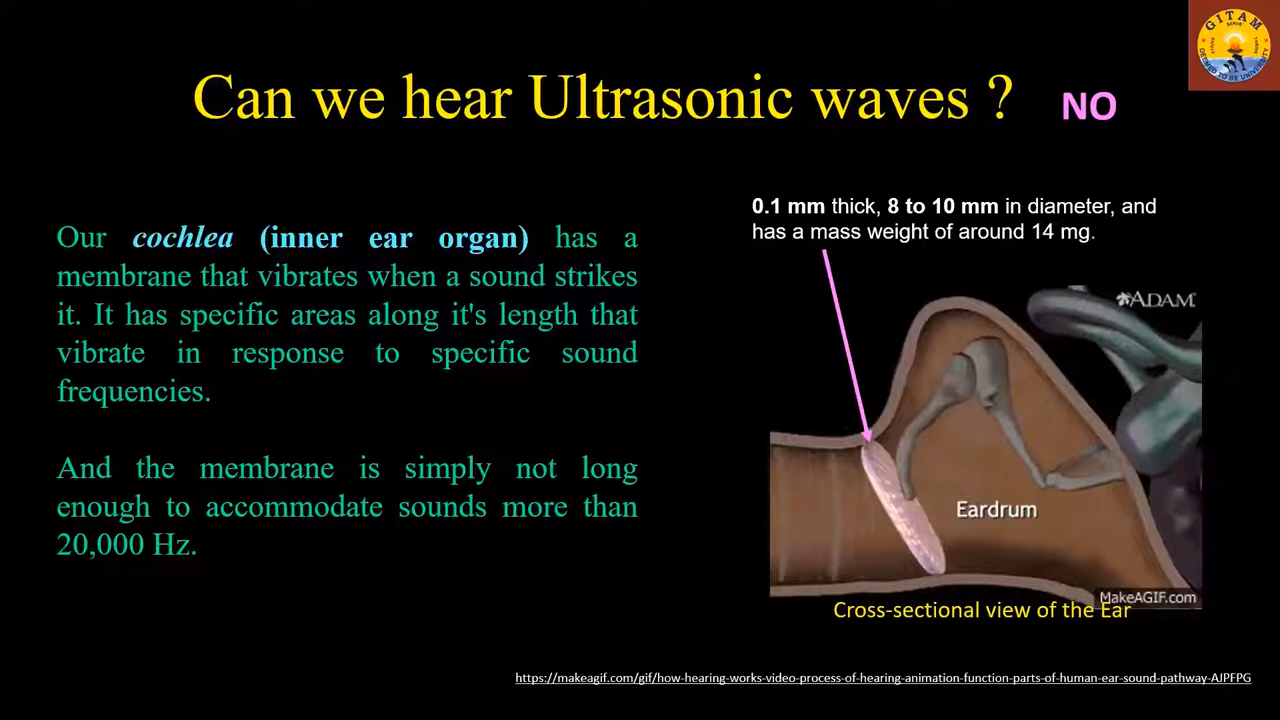 GITAM
DEEMED TO BE UNIVERSITY
Can we hear Ultrasonic waves ? NO
0.1 mm thick, 8 to 10 mm in diameter, and
has a mass weight of around 14 mg.
Our cochlea (inner ear organ) has a
membrane that vibrates when a sound strikes
it. It has specific areas along it's length that
vibrate in response to specific sound
frequencies.
And the membrane is simply not long
enough to accommodate sounds more than
20,000 Hz.
ADAM
Eardrum
MakeAGIF.com
Cross-sectional view of the Ear
https://makeagif.com/gif/how-hearing-works-video-process-of-hearing-animation-function-parts-of-human-ear-sound-pathway-AJPFPG